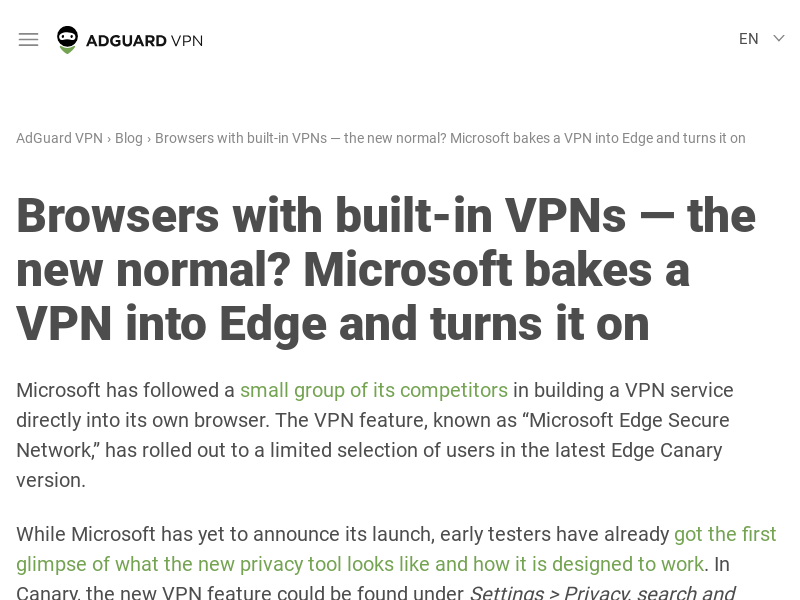 ADGUARD VPN
EN
AdGuard VPN › Blog › Browsers with built-in VPNs — the new normal? Microsoft bakes a VPN into Edge and turns it on
Browsers with built-in VPNs — the
new normal? Microsoft bakes a
VPN into Edge and turns it on
Microsoft has followed a small group of its competitors in building a VPN service
directly into its own browser. The VPN feature, known as “Microsoft Edge Secure
Network,” has rolled out to a limited selection of users in the latest Edge Canary
version.
While Microsoft has yet to announce its launch, early testers have already got the first
glimpse of what the new privacy tool looks like and how it is designed to work. In
Canary, the new VPN feature could be found under Settings > Privacy, search and